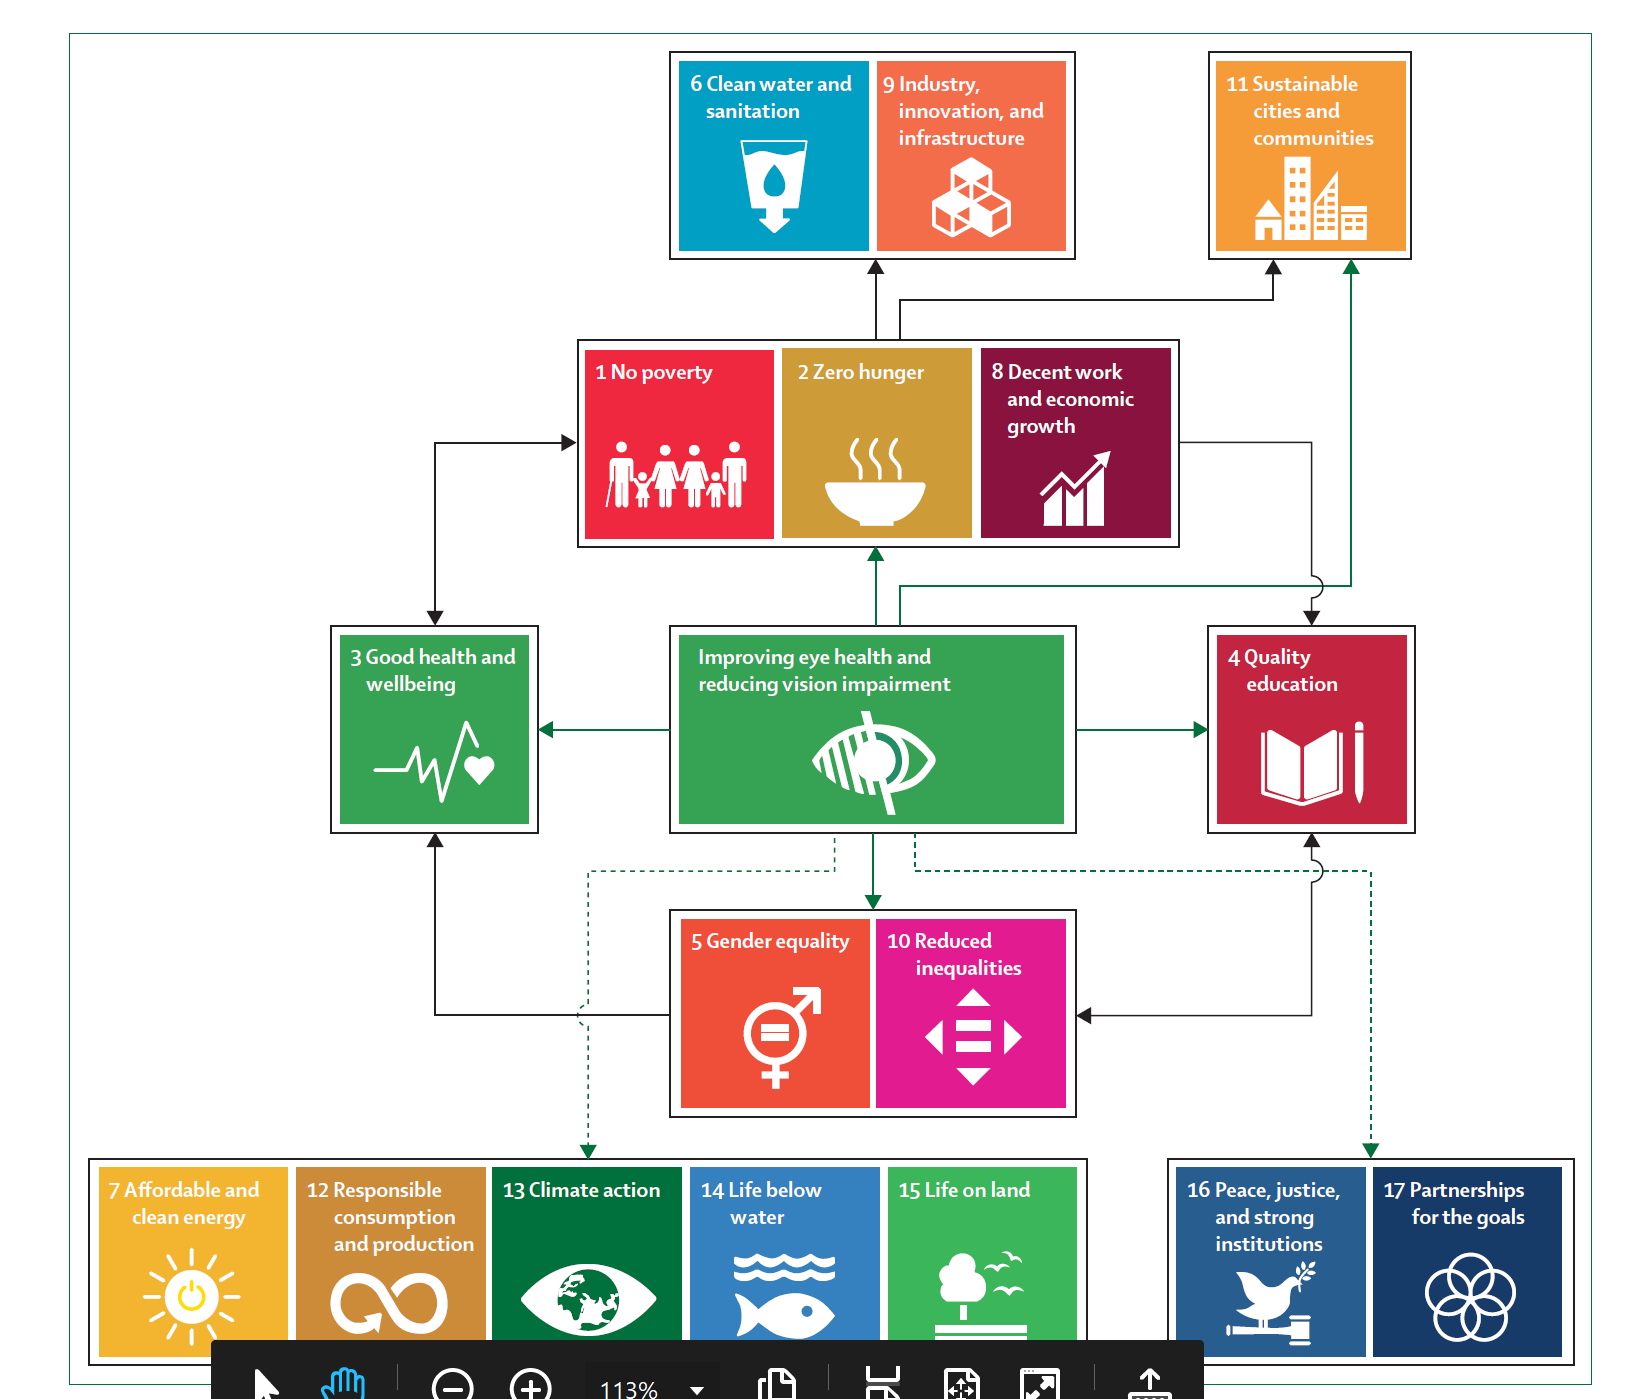 6 Clean water and
sanitation
9 Industry,
innovation, and
infrastructure
11 Sustainable
cities and
communities
1 No poverty
2 Zero hunger
8 Decent work
and economic
growth
3 Good health and
wellbeing
Improving eye health and
reducing vision impairment
4 Quality
education
5 Gender equality
10 Reduced
inequalities
7 Affordable and
clean energy
12 Responsible
consumption
and production
13 Climate action
14 Life below
water
15 Life on land
16 Peace, justice,
and strong
institutions
17 Partnerships
for the goals
113%